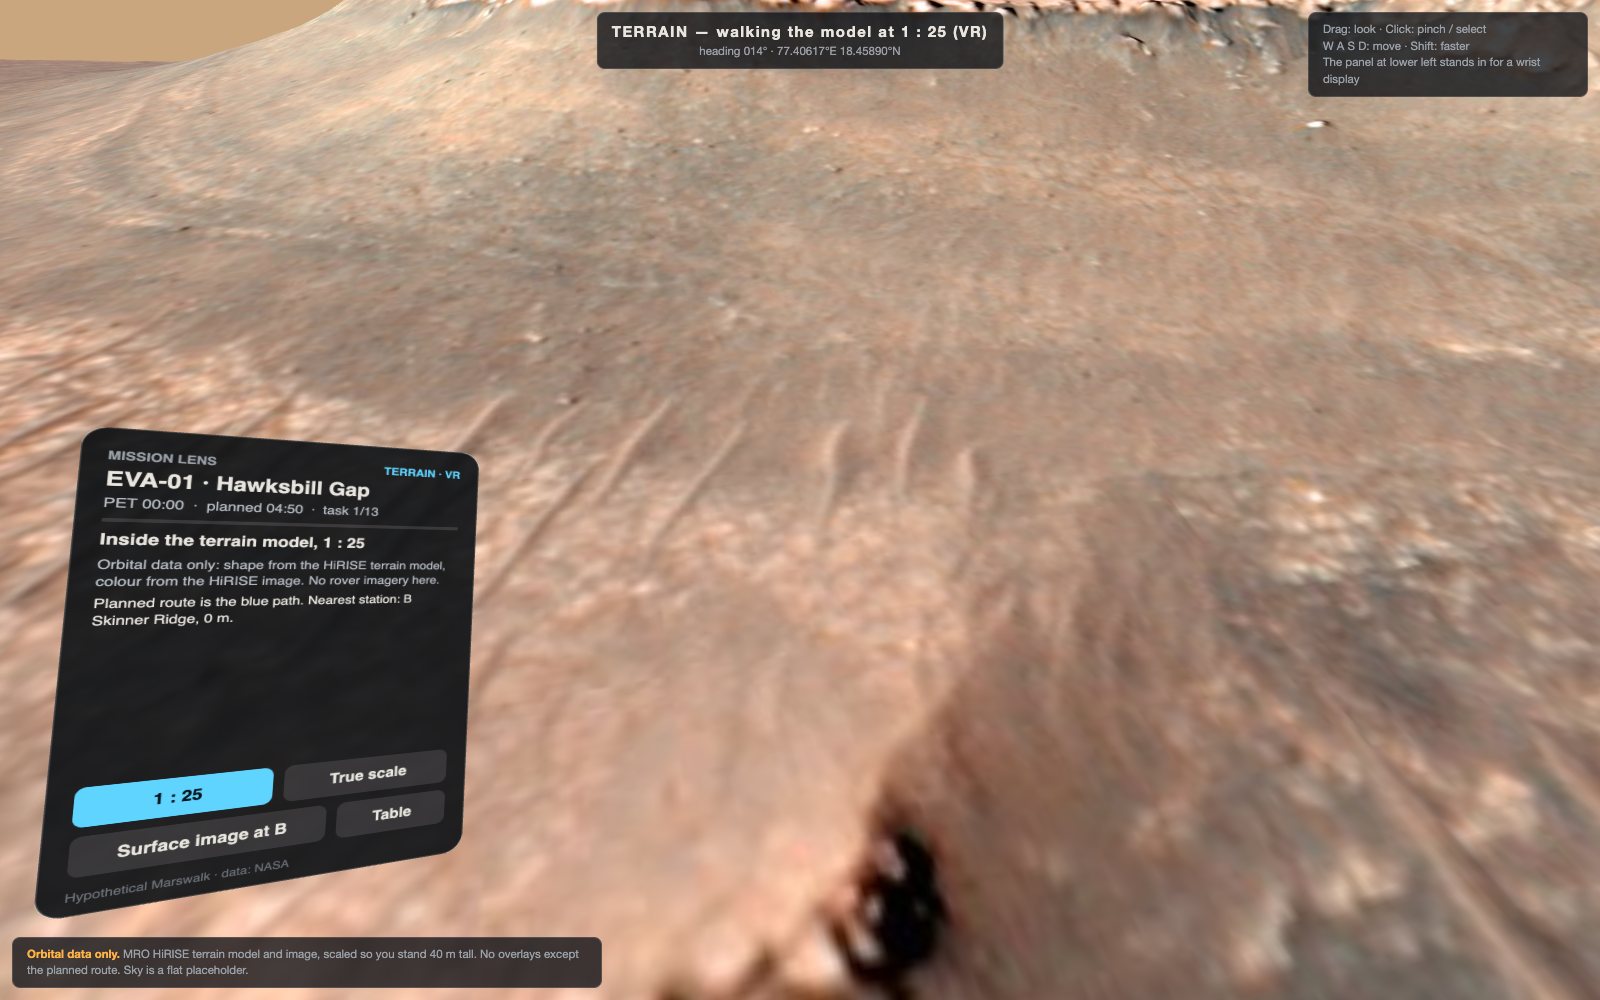 TERRAIN — walking the model at 1 : 25 (VR)
heading 014° · 77.40617°E 18.45890°N
Drag: look · Click: pinch / select
W A S D: move · Shift: faster
The panel at lower left stands in for a wrist
display
MISSION LENS
TERRAIN · VR
EVA-01 · Hawksbill Gap
PET 00:00 · planned 04:50 · task 1/13
Inside the terrain model, 1 : 25
Orbital data only: shape from the HiRISE terrain model,
colour from the HiRISE image. No rover imagery here.
Planned route is the blue path. Nearest station: B
Skinner Ridge, 0 m.
1 : 25
True scale
Surface image at B
Table
Hypothetical Marswalk · data: NASA
Orbital data only. MRO HiRISE terrain model and image, scaled so you stand 40 m tall. No overlays except
the planned route. Sky is a flat placeholder.